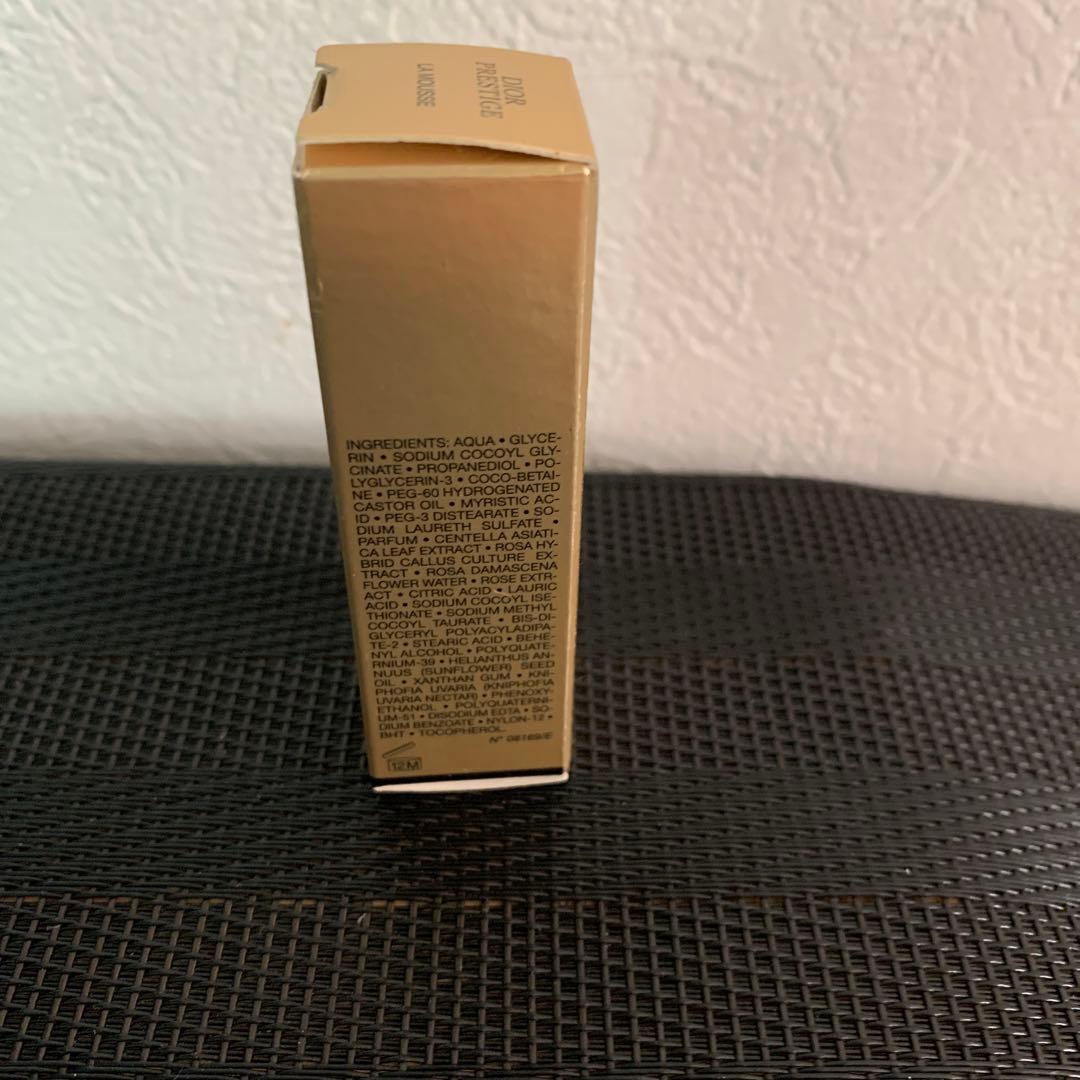 DIOR
PRESTIGE
LA MOUSSE
INGREDIENTS: AQUA • GLYCE-
RIN • SODIUM COCOYL GLY-
CINATE • PROPANEDIOL • PO-
LYGLYCERIN-3 • COCO-BETAI-
NE • PEG-60 HYDROGENATED
CASTOR OIL • MYRISTIC AC-
ID • PEG-3 DISTEARATE • SO-
DIUM LAURETH SULFATE •
PARFUM • CENTELLA ASIATI-
CA LEAF EXTRACT • ROSA HY-
BRID CALLUS CULTURE EX-
TRACT • ROSA DAMASCENA
FLOWER WATER • ROSE EXTR-
ACT • CITRIC ACID • LAURIC
ACID • SODIUM COCOYL ISE-
THIONATE • SODIUM METHYL
COCOYL TAURATE • BIS-DI-
GLYCERYL POLYACYLADIPA-
TE-2 • STEARIC ACID • BEHE-
NYL ALCOHOL • POLYQUATE-
RNIUM-39 • HELIANTHUS AN-
NUUS (SUNFLOWER) SEED
OIL • XANTHAN GUM • KNI-
PHOFIA UVARIA (KNIPHOFIA
UVARIA NECTAR) • PHENOXY-
ETHANOL • POLYQUATERNI-
UM-51 • DISODIUM EDTA • SO-
DIUM BENZOATE • NYLON-12 •
BHT • TOCOPHEROL.
N° 08169/E
12M